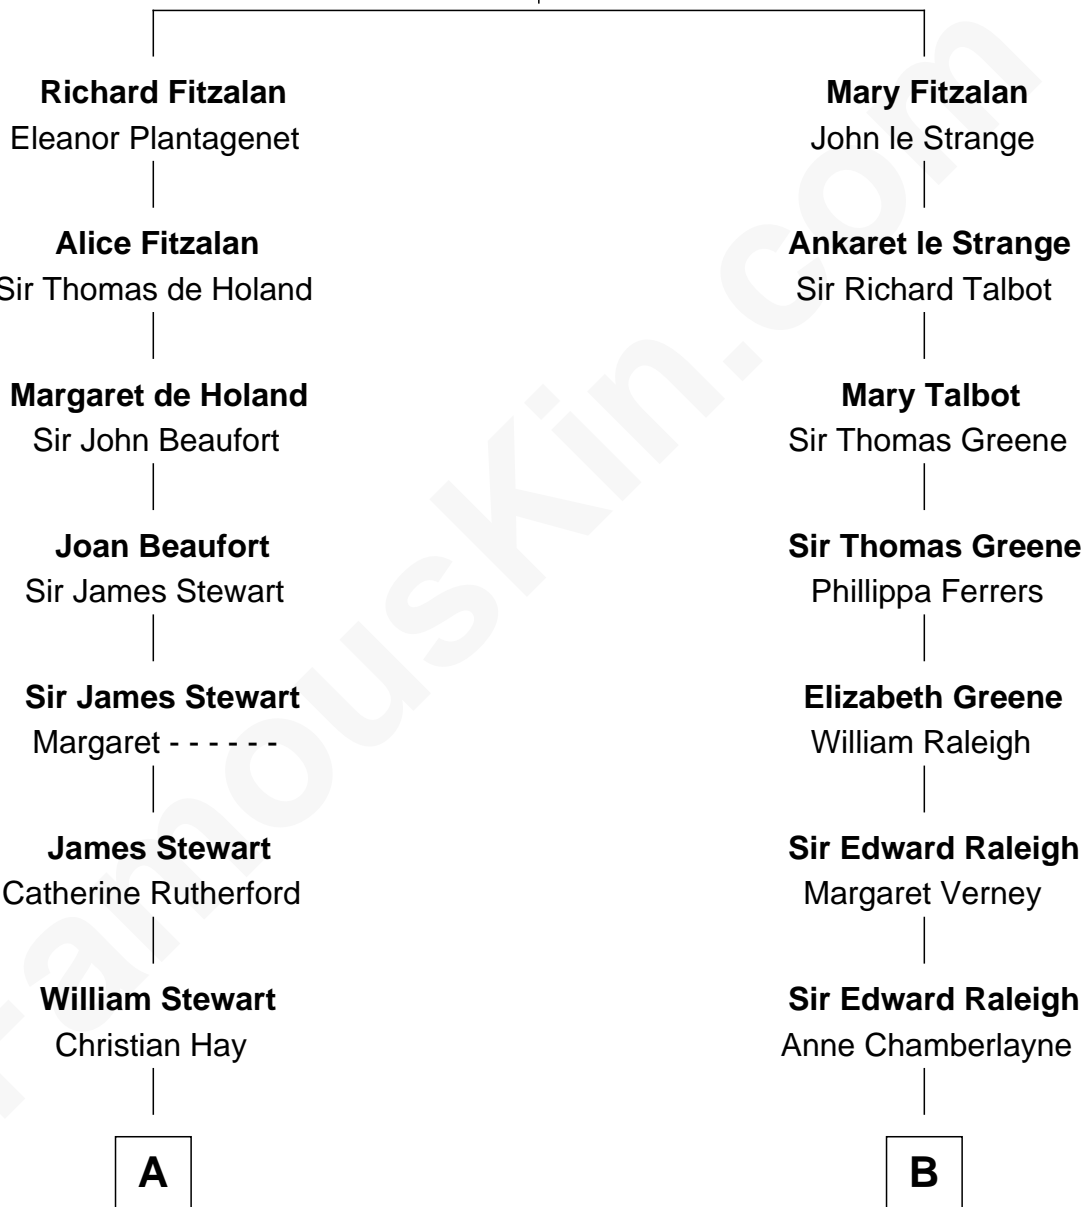 Richard Fitzalan
Eleanor Plantagenet
Alice Fitzalan
Sir Thomas de Holand
Margaret de Holand
Sir John Beaufort
Joan Beaufort
Sir James Stewart
Sir James Stewart
Margaret - - - - - -
James Stewart
Catherine Rutherford
William Stewart
Christian Hay
A
Mary Fitzalan
John le Strange
Ankaret le Strange
Sir Richard Talbot
Mary Talbot
Sir Thomas Greene
Sir Thomas Greene
Phillippa Ferrers
Elizabeth Greene
William Raleigh
Sir Edward Raleigh
Margaret Verney
Sir Edward Raleigh
Anne Chamberlayne
B
FamousKin.com